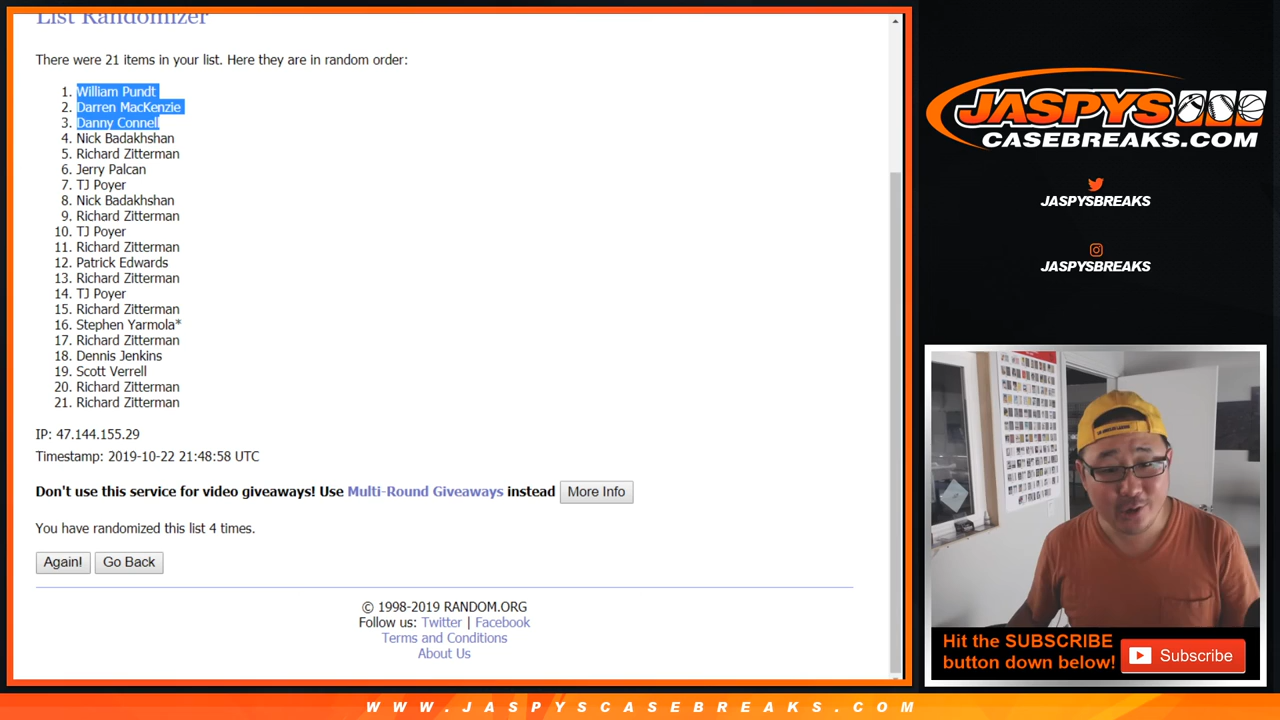 List Randomizer
There were 21 items in your list. Here they are in random order:
1. William Pundt
2. Darren MacKenzie
3. Danny Connell
4. Nick Badakhshan
5. Richard Zitterman
6. Jerry Palcan
7. TJ Poyer
8. Nick Badakhshan
9. Richard Zitterman
10. TJ Poyer
11. Richard Zitterman
12. Patrick Edwards
13. Richard Zitterman
14. TJ Poyer
15. Richard Zitterman
16. Stephen Yarmola*
17. Richard Zitterman
18. Dennis Jenkins
19. Scott Verrell
20. Richard Zitterman
21. Richard Zitterman
IP: 47.144.155.29
Timestamp: 2019-10-22 21:48:58 UTC
Don't use this service for video giveaways! Use Multi-Round Giveaways instead More Info
You have randomized this list 4 times.
Again! Go Back
© 1998-2019 RANDOM.ORG
Follow us: Twitter | Facebook
Terms and Conditions
About Us
JASPYS
CASEBREAKS.COM
JASPYSBREAKS
JASPYSBREAKS
Hit the SUBSCRIBE
button down below!
Subscribe
WWW.JASPYSCASEBREAKS.COM